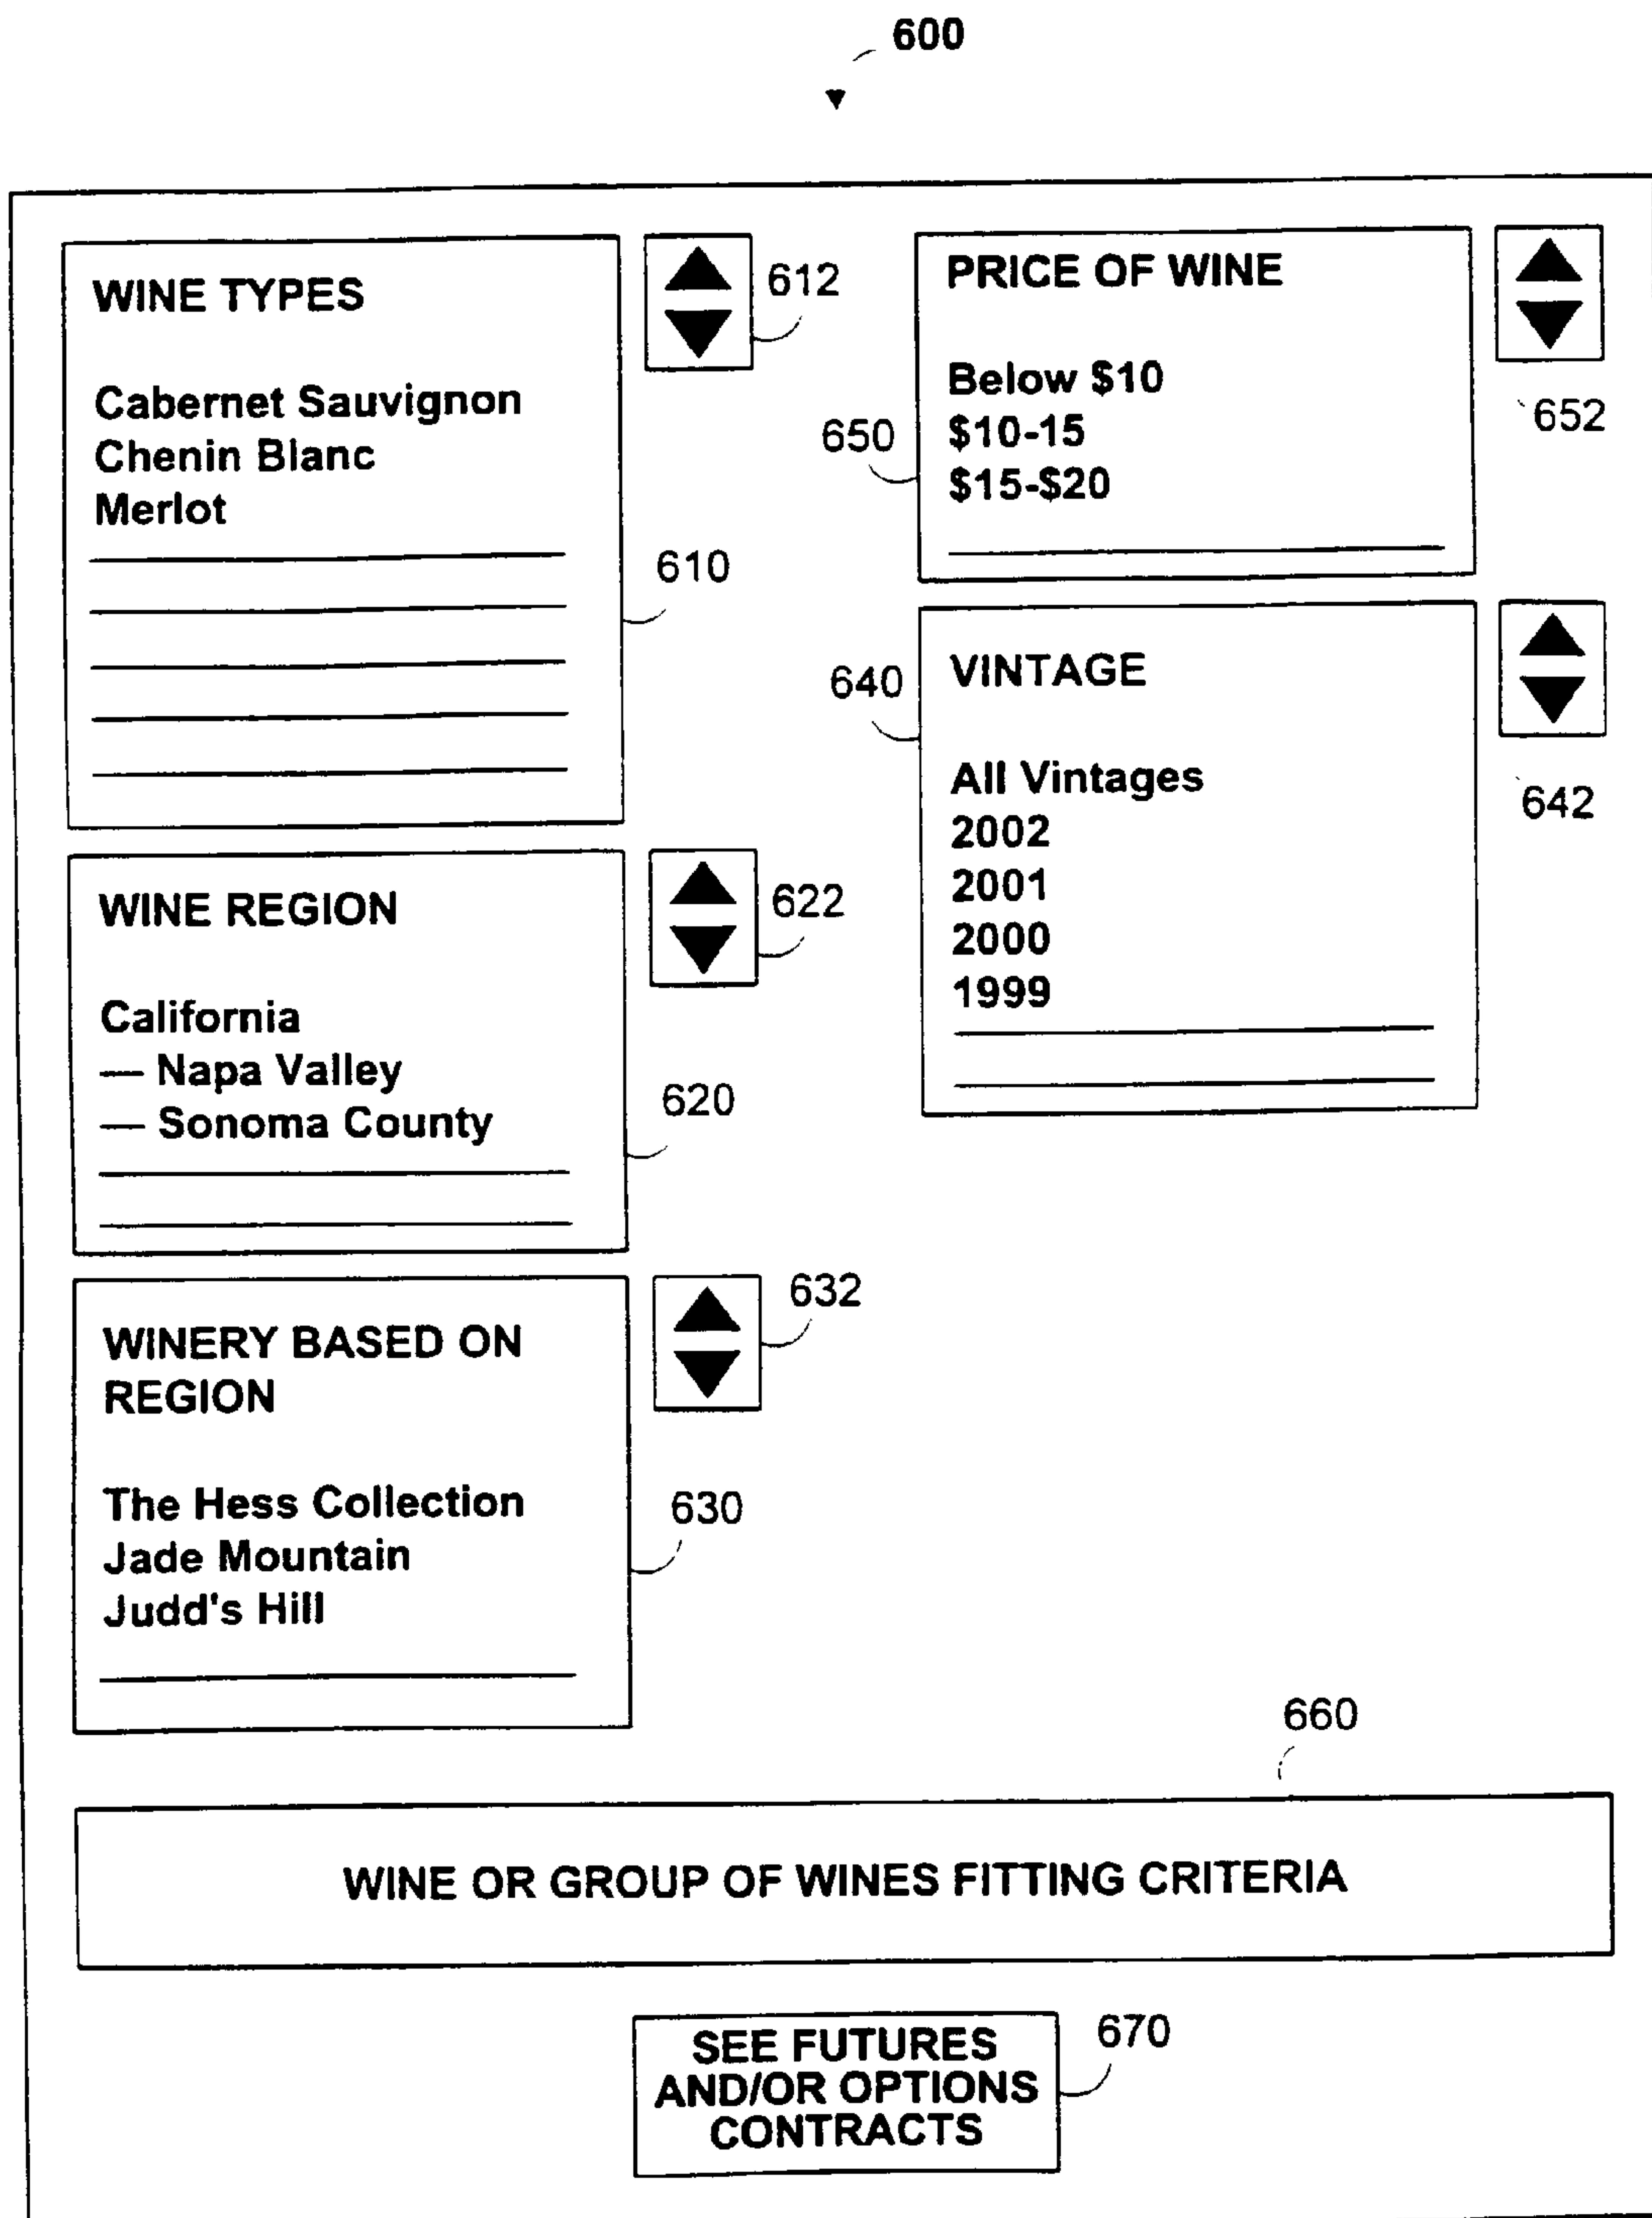 600
WINE TYPES
612
Cabernet Sauvignon
Chenin Blanc
Merlot
610
WINE REGION
622
California
— Napa Valley
— Sonoma County
620
WINERY BASED ON
REGION
632
The Hess Collection
Jade Mountain
Judd's Hill
630
PRICE OF WINE
652
Below $10
$10-15
$15-$20
650
VINTAGE
640
642
All Vintages
2002
2001
2000
1999
660
WINE OR GROUP OF WINES FITTING CRITERIA
SEE FUTURES
AND/OR OPTIONS
CONTRACTS
670